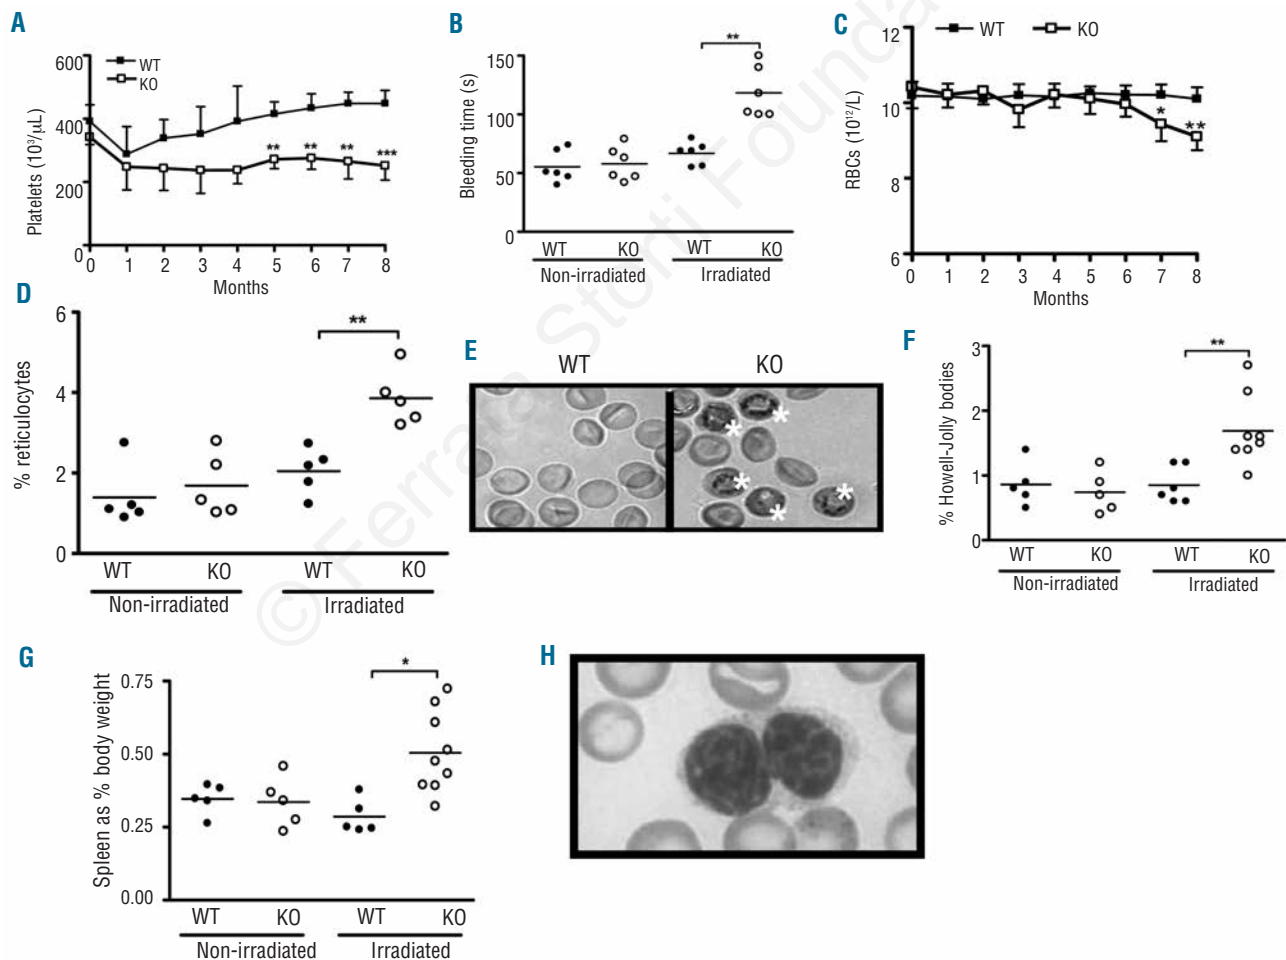 A
600
400
200
0
Platelets (10³/µL)
WT
KO
**
**
**
***
0 1 2 3 4 5 6 7 8
Months
B
150
100
50
0
Bleeding time (s)
**
WT KO WT KO
Non-irradiated Irradiated
C
WT KO
12
10
8
6
RBCs (10¹²/L)
*
**
0 1 2 3 4 5 6 7 8
Months
D
6
4
2
0
% reticulocytes
**
WT KO WT KO
Non-irradiated Irradiated
E
WT KO
*
*
*
*
*
F
3
2
1
0
% Howell-Jolly bodies
**
WT KO WT KO
Non-irradiated Irradiated
G
0.75
0.50
0.25
0.00
Spleen as % body weight
*
WT KO WT KO
Non-irradiated Irradiated
H
© Ferrata Storti Founda